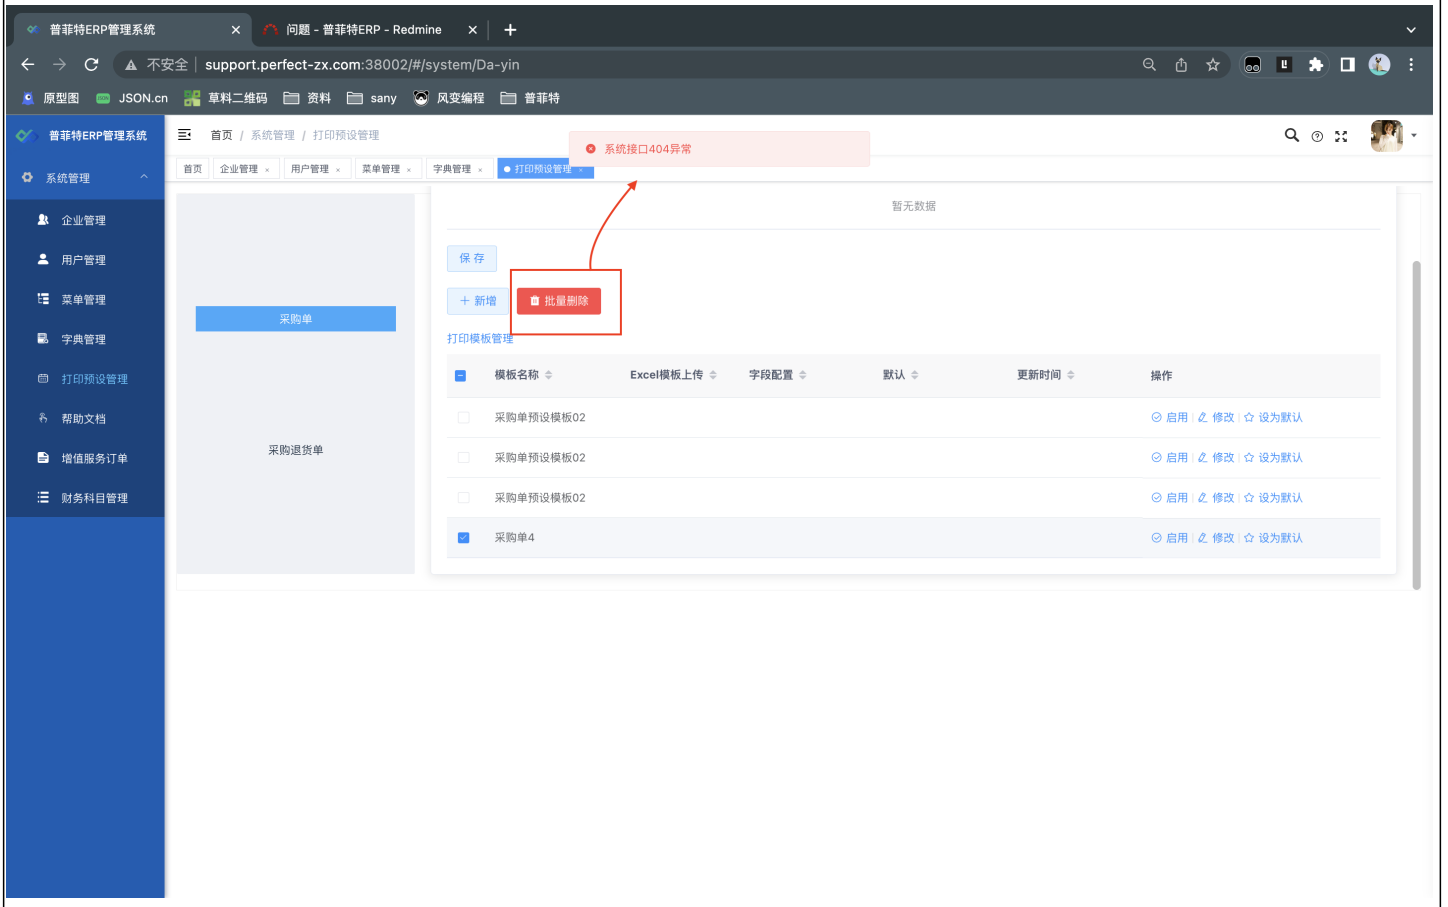 普菲特ERP管理系统
问题 - 普菲特ERP - Redmine
不安全 | support.perfect-zx.com:38002/#/system/Da-yin
原型图
JSON.cn
草料二维码
资料
sany
风变编程
普菲特
普菲特ERP管理系统
首页 / 系统管理 / 打印预设管理
系统接口404异常
首页
企业管理 ×
用户管理 ×
菜单管理 ×
字典管理 ×
打印预设管理 ×
系统管理
企业管理
用户管理
菜单管理
字典管理
打印预设管理
帮助文档
增值服务订单
财务科目管理
采购单
采购退货单
暂无数据
保存
+ 新增
批量删除
打印模板管理
模板名称 Excel模板上传 字段配置 默认 更新时间 操作
采购单预设模板02 启用 | 修改 | 设为默认
采购单预设模板02 启用 | 修改 | 设为默认
采购单预设模板02 启用 | 修改 | 设为默认
采购单4 启用 | 修改 | 设为默认